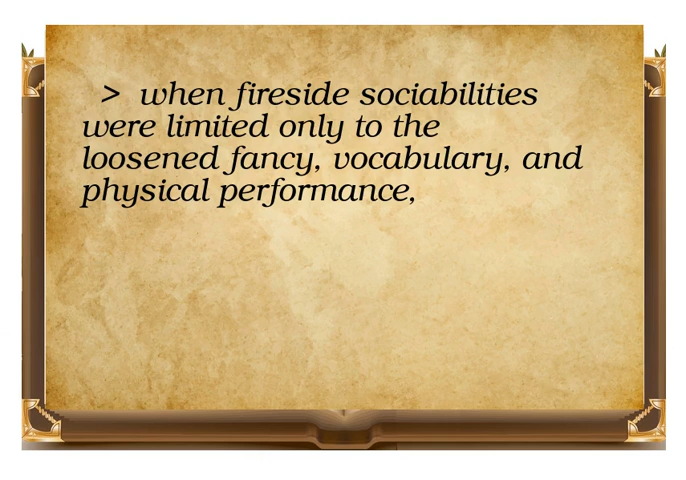 > when fireside sociabilities
were limited only to the
loosened fancy, vocabulary, and
physical performance,